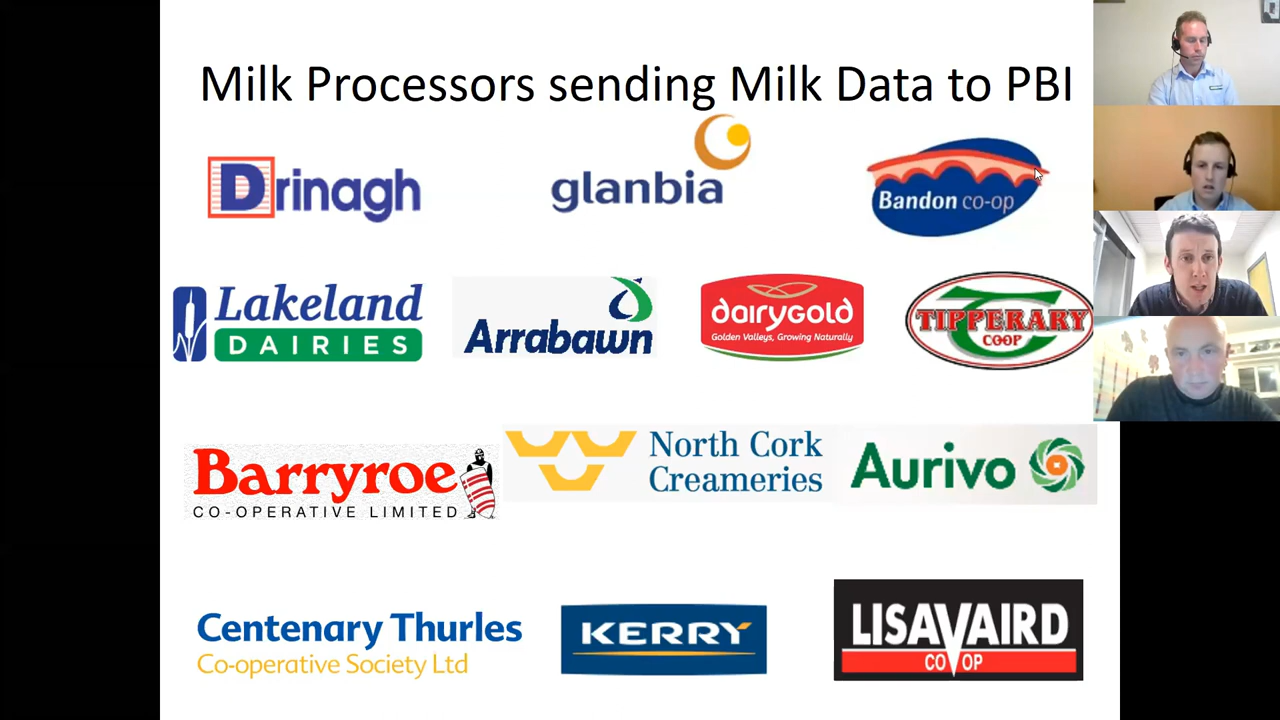 Milk Processors sending Milk Data to PBI
Drinagh
glanbia
Bandon co-op
Lakeland
DAIRIES
Arrabawn
dairygold
Golden Valleys, Growing Naturally
TIPPERARY
COOP
Barryroe
CO-OPERATIVE LIMITED
North Cork
Creameries
Aurivo
Centenary Thurles
Co-operative Society Ltd
KERRY
LISAVAIRD
CO OP